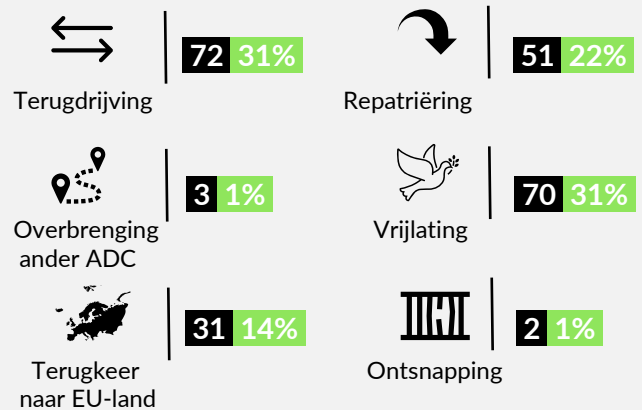 72 31%
Terugdrijving
51 22%
Repatriëring
3 1%
Overbrenging
ander ADC
70 31%
Vrijlating
31 14%
Terugkeer
naar EU-land
2 1%
Ontsnapping